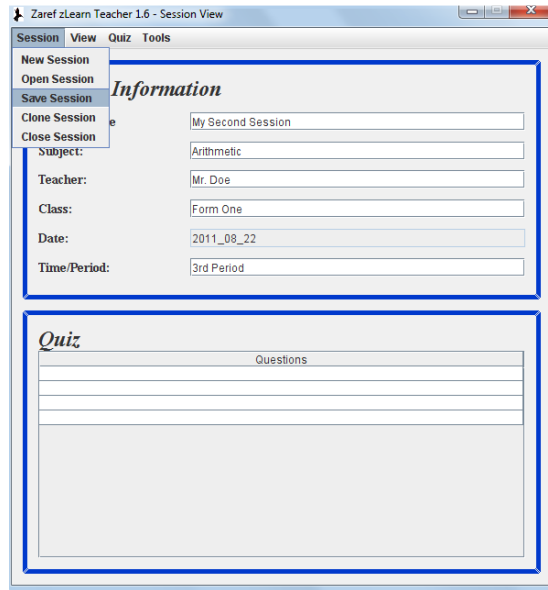 Zaref zLearn Teacher 1.6 - Session View
Session View Quiz Tools
New Session
Open Session
Save Session
Clone Session
Close Session
Information
My Second Session
Subject: Arithmetic
Teacher: Mr. Doe
Class: Form One
Date: 2011_08_22
Time/Period: 3rd Period
Quiz
Questions